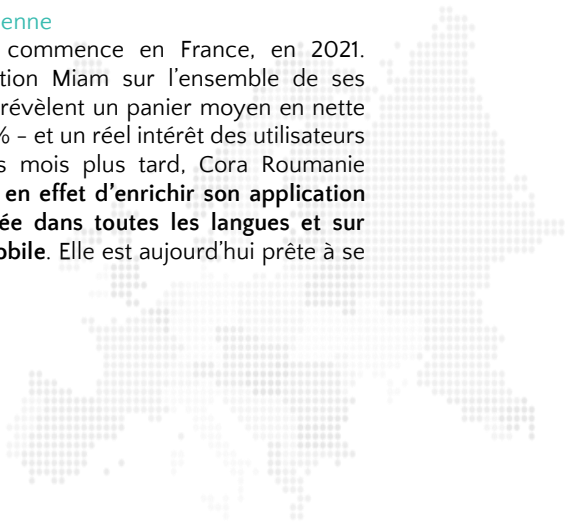 enne
commence en France, en 2021.
tion Miam sur l’ensemble de ses
révèlent un panier moyen en nette
% – et un réel intérêt des utilisateurs
s mois plus tard, Cora Roumanie
en effet d’enrichir son application
ée dans toutes les langues et sur
obile. Elle est aujourd’hui prête à se